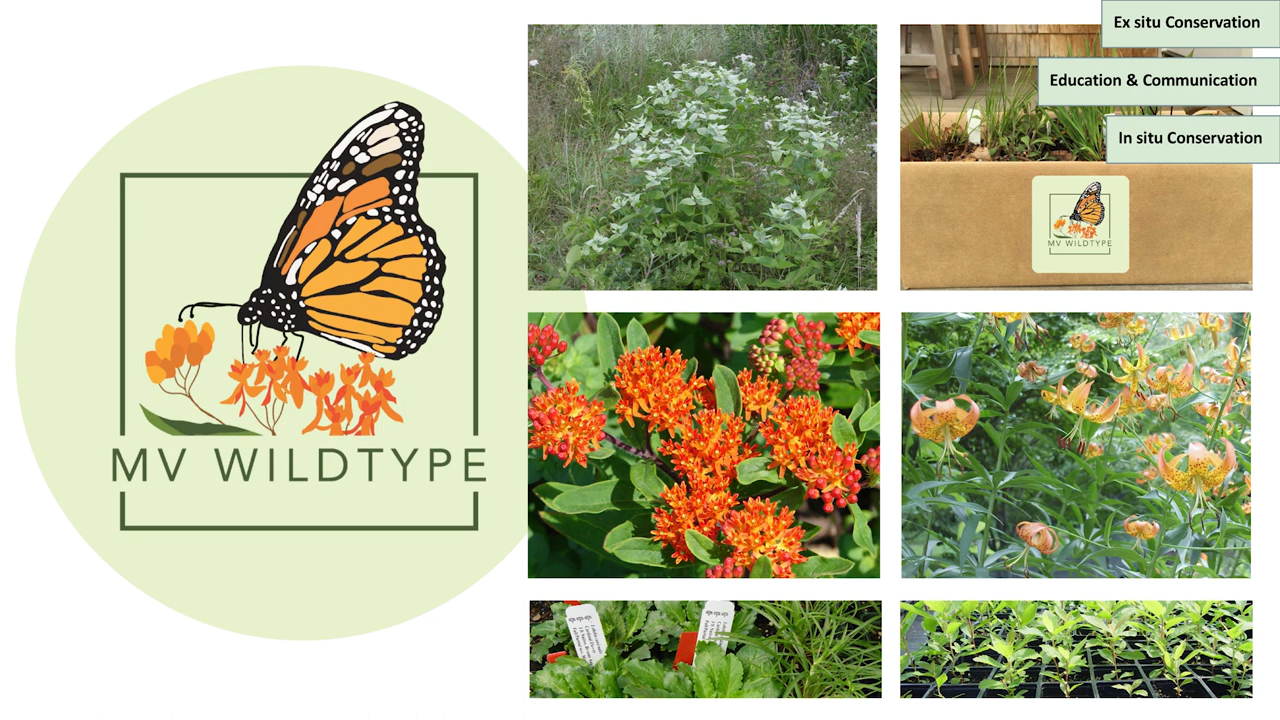 Ex situ Conservation
Education & Communication
In situ Conservation
MV WILDTYPE
MV WILDTYPE